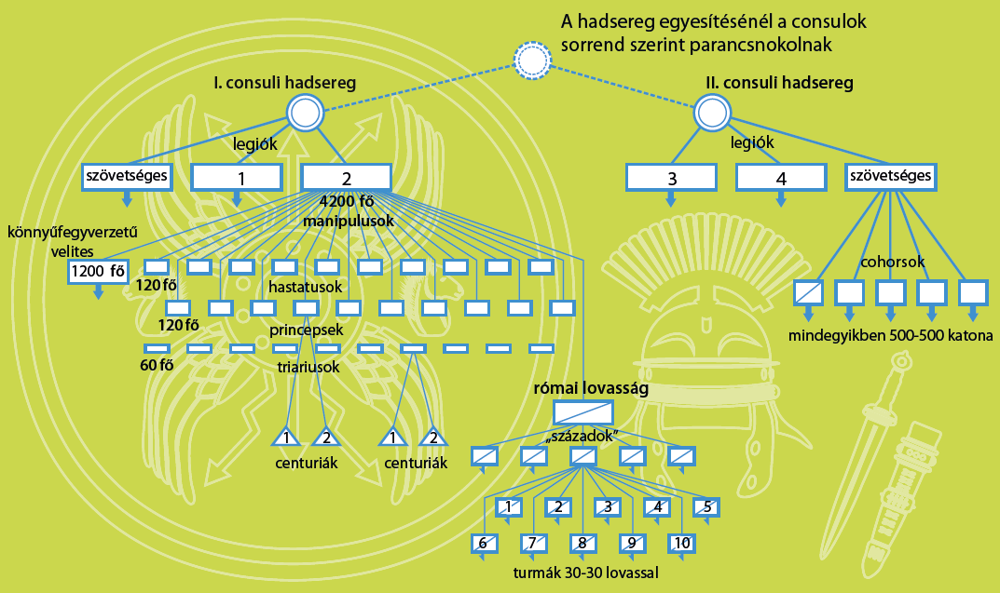 A hadsereg egyesítésénél a consulok
sorrend szerint parancsnokolnak
I. consuli hadsereg
II. consuli hadsereg
legiók
legiók
szövetséges
1
2
3
4
szövetséges
4200 fő
manipulusok
könnyűfegyverzetű
velites
1200 fő
120 fő
hastatusok
cohorsok
120 fő
princepsek
mindegyikben 500-500 katona
60 fő
triariusok
római lovasság
„századok”
1
2
1
2
centuriák
centuriák
1
2
3
4
5
6
7
8
9
10
turmák 30-30 lovassal